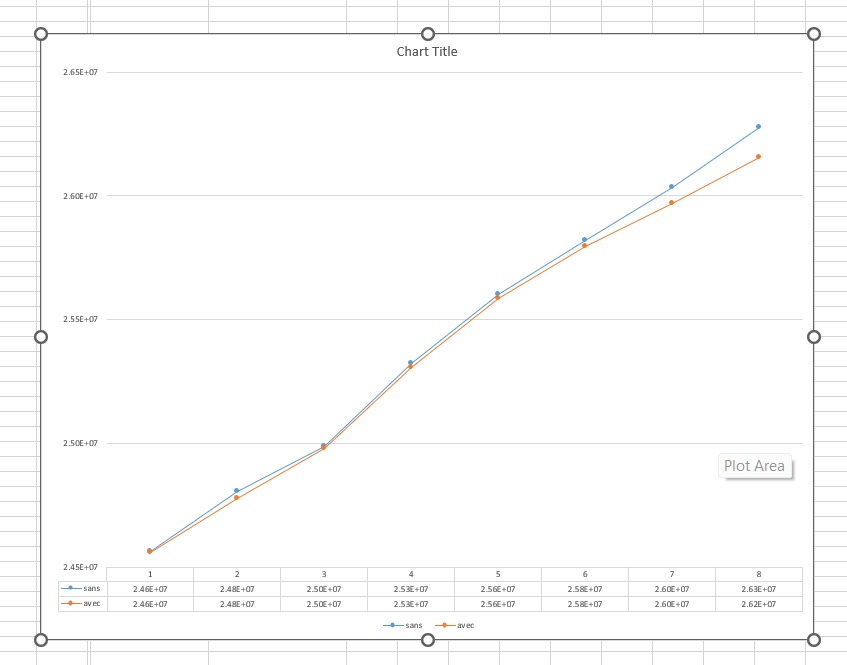 Chart Title
2.65E+07
2.60E+07
2.55E+07
2.50E+07
Plot Area
2.45E+07
1 2 3 4 5 6 7 8
sans 2.46E+07 2.48E+07 2.50E+07 2.53E+07 2.56E+07 2.58E+07 2.60E+07 2.63E+07
avec 2.46E+07 2.48E+07 2.50E+07 2.53E+07 2.56E+07 2.58E+07 2.60E+07 2.62E+07
sans avec